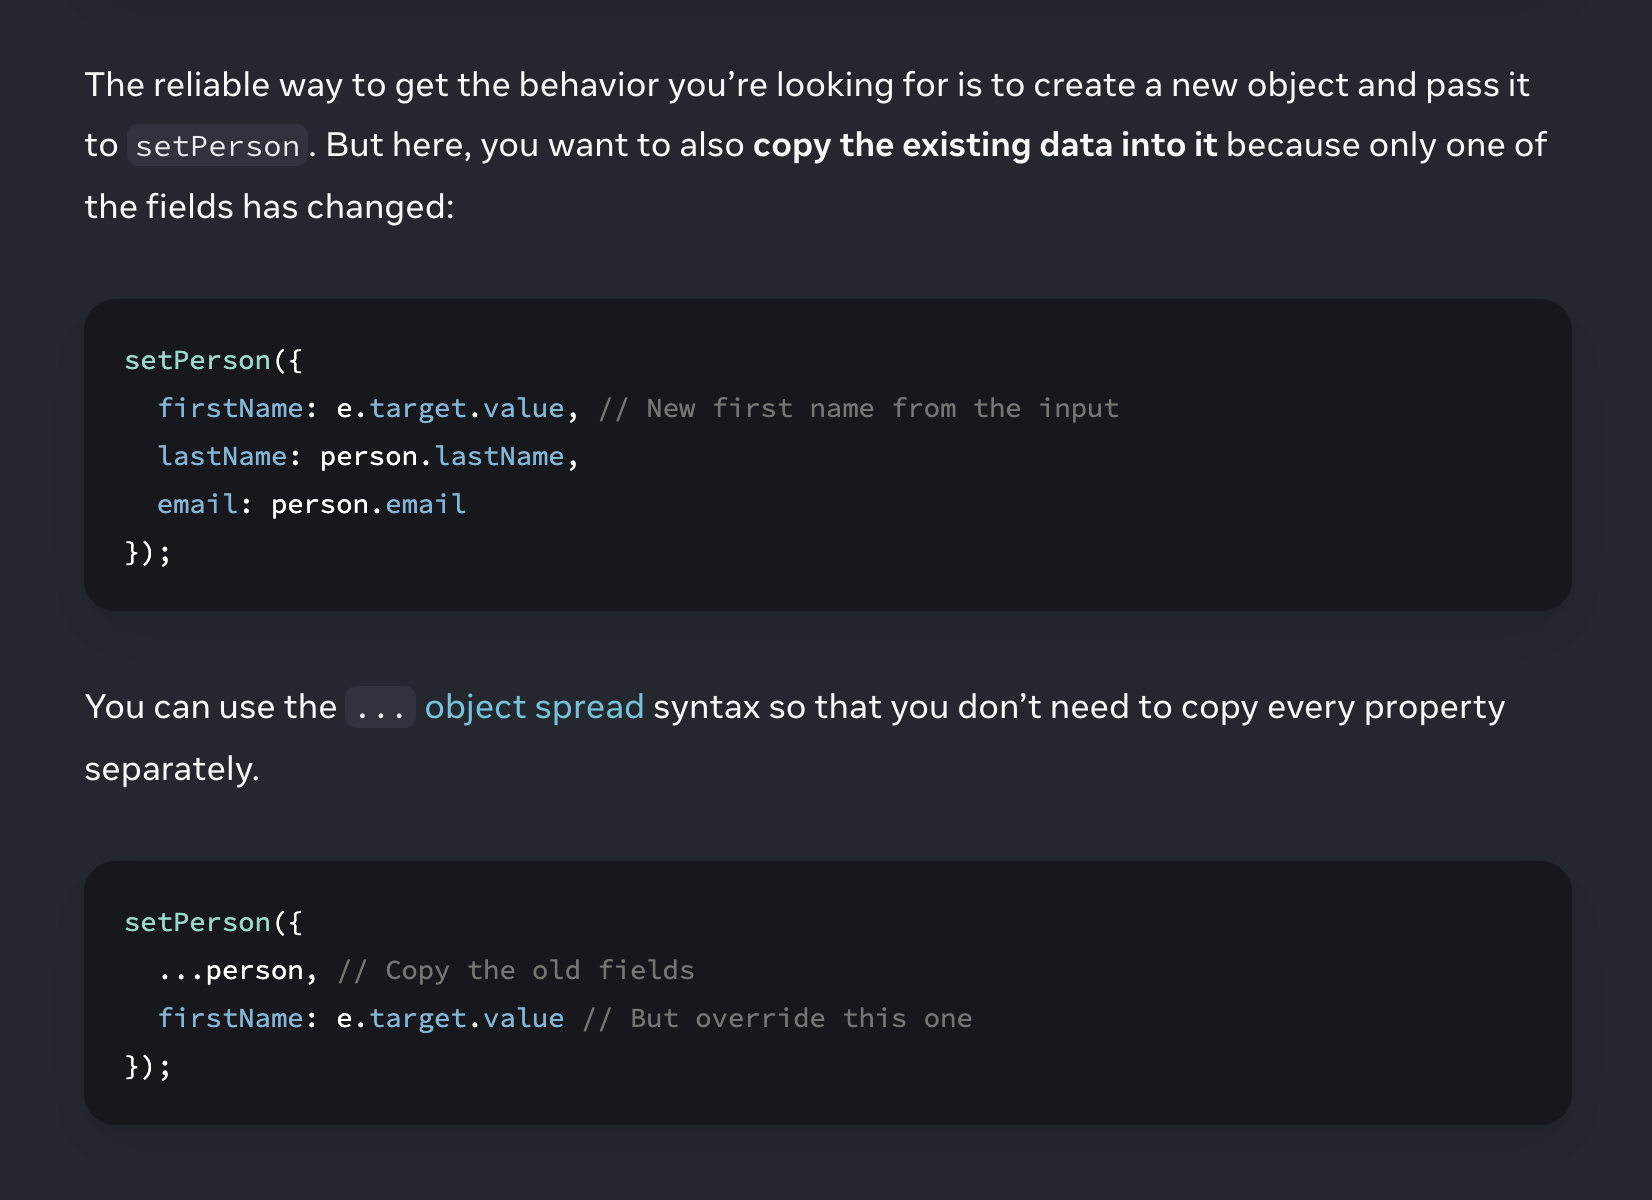 The reliable way to get the behavior you’re looking for is to create a new object and pass it
to setPerson. But here, you want to also copy the existing data into it because only one of
the fields has changed:
setPerson({
  firstName: e.target.value, // New first name from the input
  lastName: person.lastName,
  email: person.email
});
You can use the ... object spread syntax so that you don’t need to copy every property
separately.
setPerson({
  ...person, // Copy the old fields
  firstName: e.target.value // But override this one
});